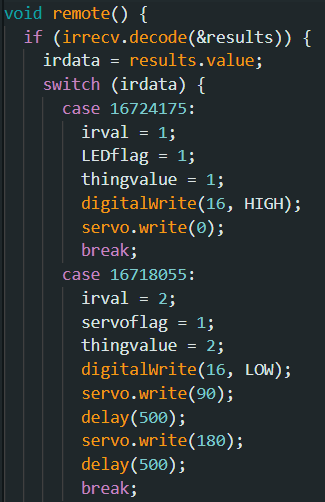 void remote() {
if (irrecv.decode(&results)) {
irdata = results.value;
switch (irdata) {
case 16724175:
irval = 1;
LEDflag = 1;
thingvalue = 1;
digitalWrite(16, HIGH);
servo.write(0);
break;
case 16718055:
irval = 2;
servoflag = 1;
thingvalue = 2;
digitalWrite(16, LOW);
servo.write(90);
delay(500);
servo.write(180);
delay(500);
break;